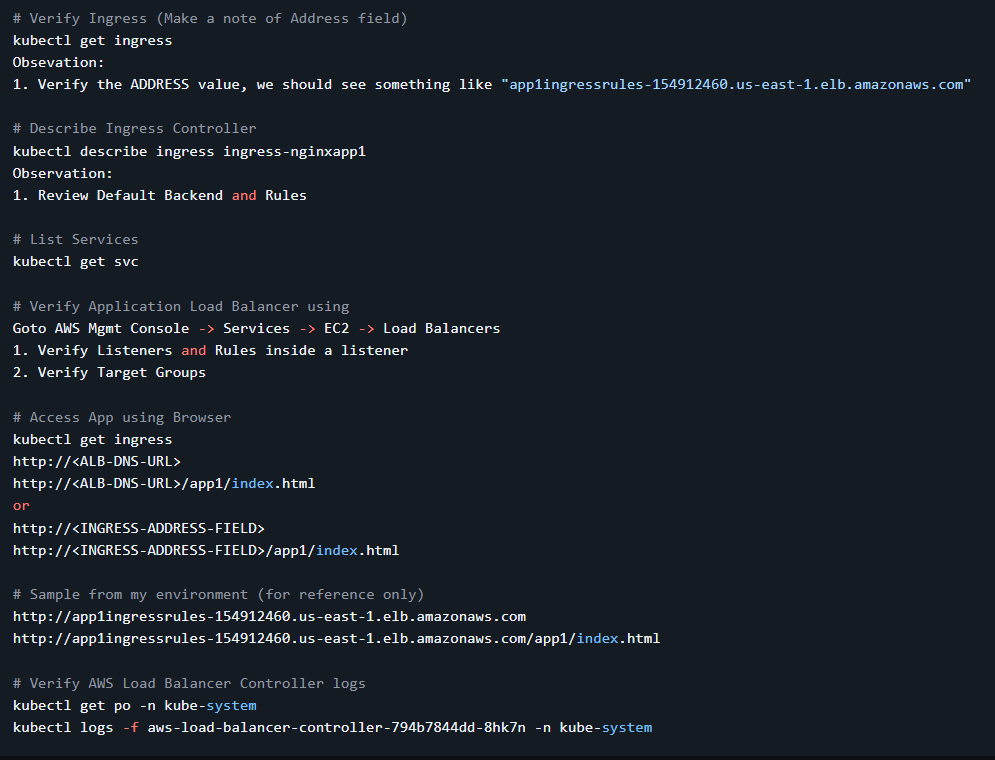 # Verify Ingress (Make a note of Address field)
kubectl get ingress
Obsevation:
1. Verify the ADDRESS value, we should see something like "app1ingressrules-154912460.us-east-1.elb.amazonaws.com"
# Describe Ingress Controller
kubectl describe ingress ingress-nginxapp1
Observation:
1. Review Default Backend and Rules
# List Services
kubectl get svc
# Verify Application Load Balancer using
Goto AWS Mgmt Console -> Services -> EC2 -> Load Balancers
1. Verify Listeners and Rules inside a listener
2. Verify Target Groups
# Access App using Browser
kubectl get ingress
http://<ALB-DNS-URL>
http://<ALB-DNS-URL>/app1/index.html
or
http://<INGRESS-ADDRESS-FIELD>
http://<INGRESS-ADDRESS-FIELD>/app1/index.html
# Sample from my environment (for reference only)
http://app1ingressrules-154912460.us-east-1.elb.amazonaws.com
http://app1ingressrules-154912460.us-east-1.elb.amazonaws.com/app1/index.html
# Verify AWS Load Balancer Controller logs
kubectl get po -n kube-system
kubectl logs -f aws-load-balancer-controller-794b7844dd-8hk7n -n kube-system